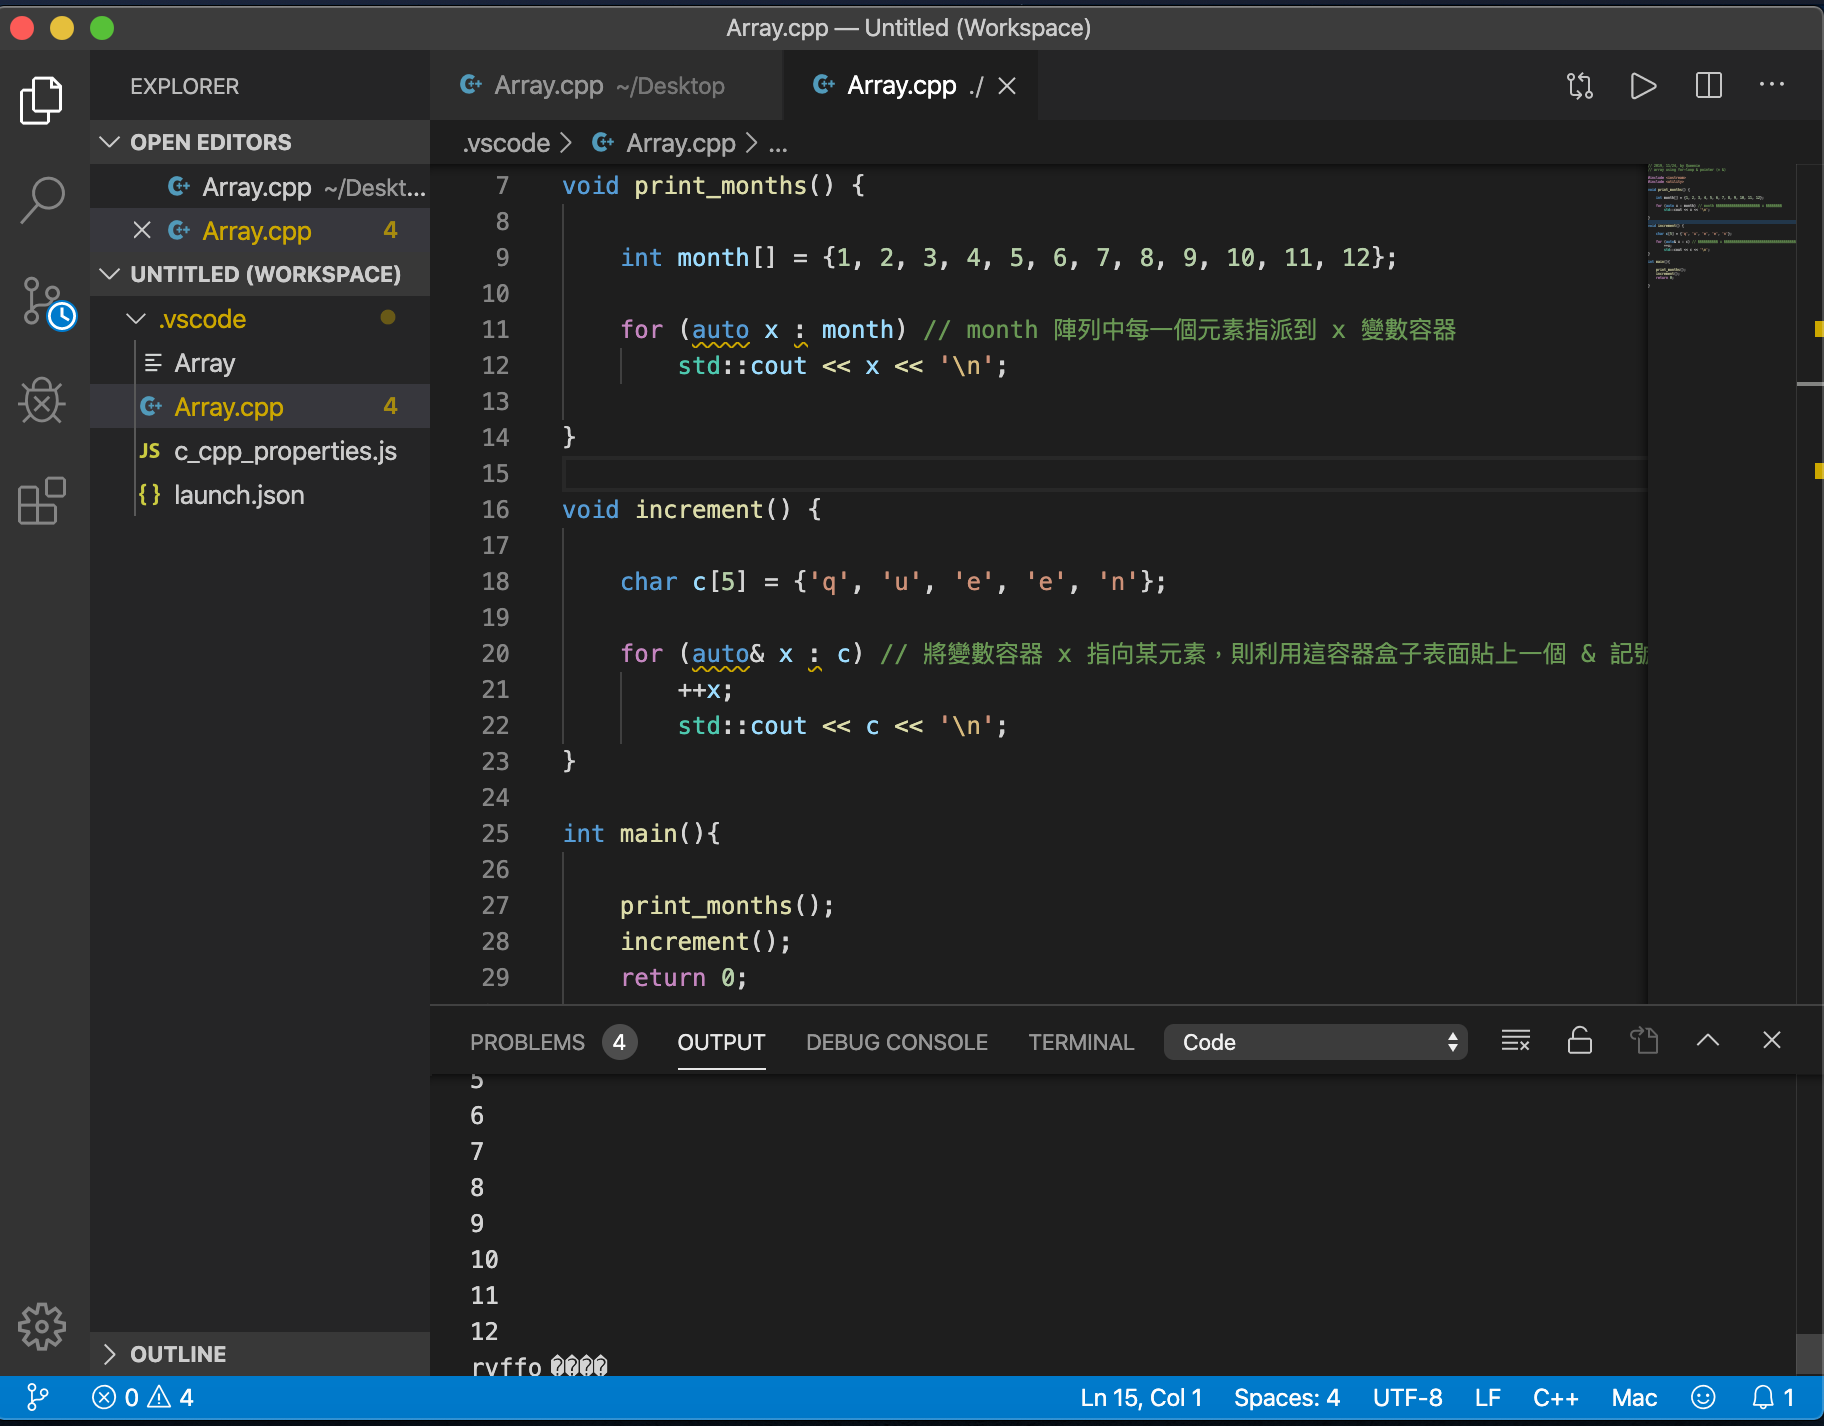 Array.cpp — Untitled (Workspace)
EXPLORER
Array.cpp ~/Desktop
Array.cpp ./
OPEN EDITORS
.vscode > Array.cpp > ...
Array.cpp ~/Deskt...
Array.cpp 4
UNTITLED (WORKSPACE)
.vscode
Array
Array.cpp 4
JS c_cpp_properties.js
{} launch.json
OUTLINE
7 void print_months() {
8
9 int month[] = {1, 2, 3, 4, 5, 6, 7, 8, 9, 10, 11, 12};
10
11 for (auto x : month) // month 陣列中每一個元素指派到 x 變數容器
12 std::cout << x << '\n';
13
14 }
15
16 void increment() {
17
18 char c[5] = {'q', 'u', 'e', 'e', 'n'};
19
20 for (auto& x : c) // 將變數容器 x 指向某元素，則利用這容器盒子表面貼上一個 & 記號
21 ++x;
22 std::cout << c << '\n';
23 }
24
25 int main(){
26
27 print_months();
28 increment();
29 return 0;
PROBLEMS 4 OUTPUT DEBUG CONSOLE TERMINAL Code
5
6
7
8
9
10
11
12
rvffo����
0 4 Ln 15, Col 1 Spaces: 4 UTF-8 LF C++ Mac 1